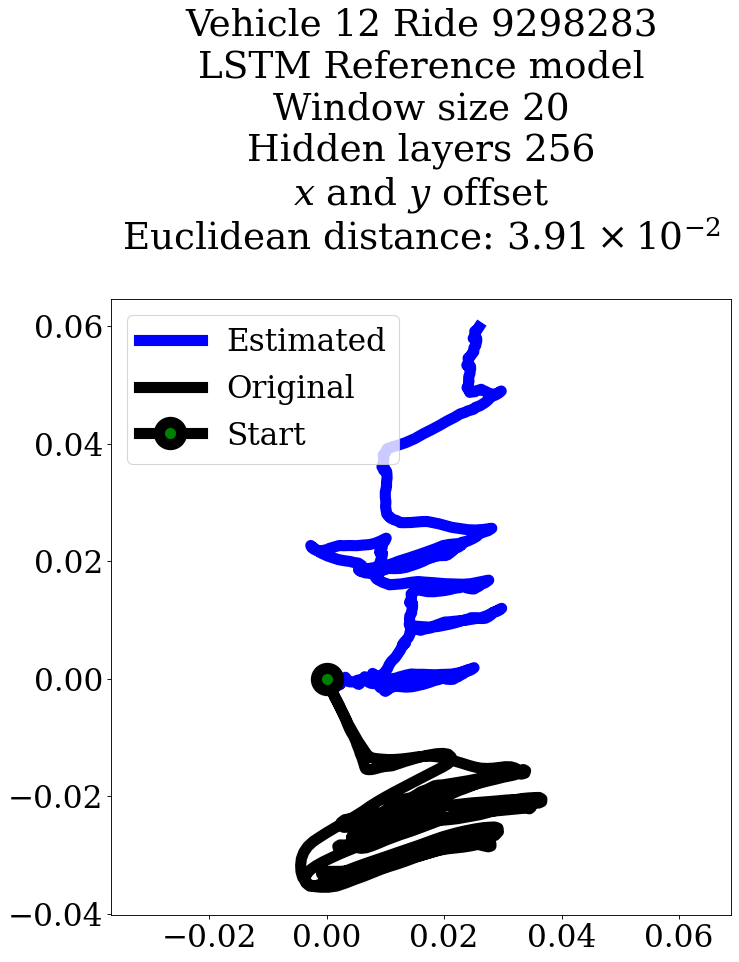 Vehicle 12 Ride 9298283
LSTM Reference model
Window size 20
Hidden layers 256
x and y offset
Euclidean distance: 3.91 × 10⁻²
Estimated
Original
Start
0.06
0.04
0.02
0.00
−0.02
−0.04
−0.02 0.00 0.02 0.04 0.06